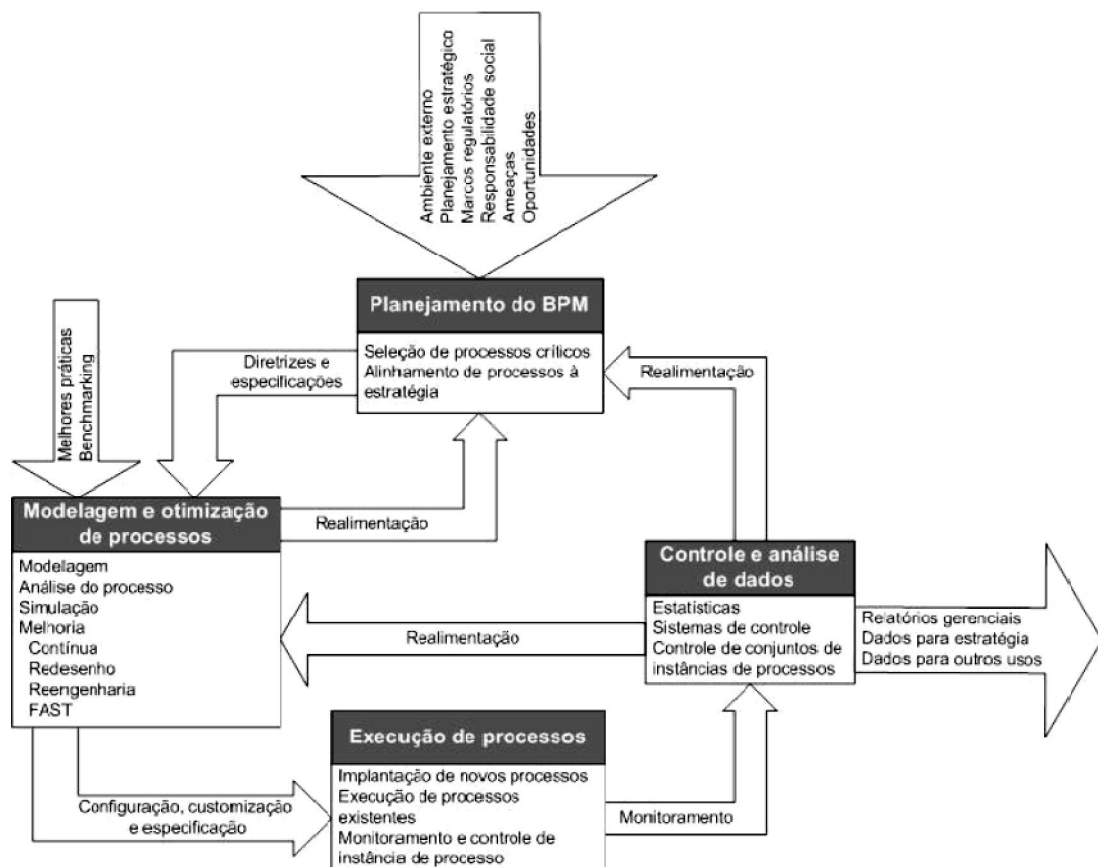 Ambiente externo
Planejamento estratégico
Marcos regulatórios
Responsabilidade social
Ameaças
Oportunidades
Planejamento do BPM
Seleção de processos críticos
Alinhamento de processos à
estratégia
Melhores práticas
Benchmarking
Diretrizes e
especificações
Realimentação
Realimentação
Modelagem e otimização
de processos
Modellagem
Análise do processo
Simulação
Melhoria
Contínua
Redesenho
Reengenharia
FAST
Controle e análise
de dados
Estatísticas
Sistemas de controle
Controle de conjuntos de
instâncias de processos
Relatórios gerenciais
Dados para estratégia
Dados para outros usos
Realimentação
Execução de processos
Implantação de novos processos
Execução de processos
existentes
Monitoramento e controle de
instância de processo
Configuração, customização
e especificação
Monitoramento